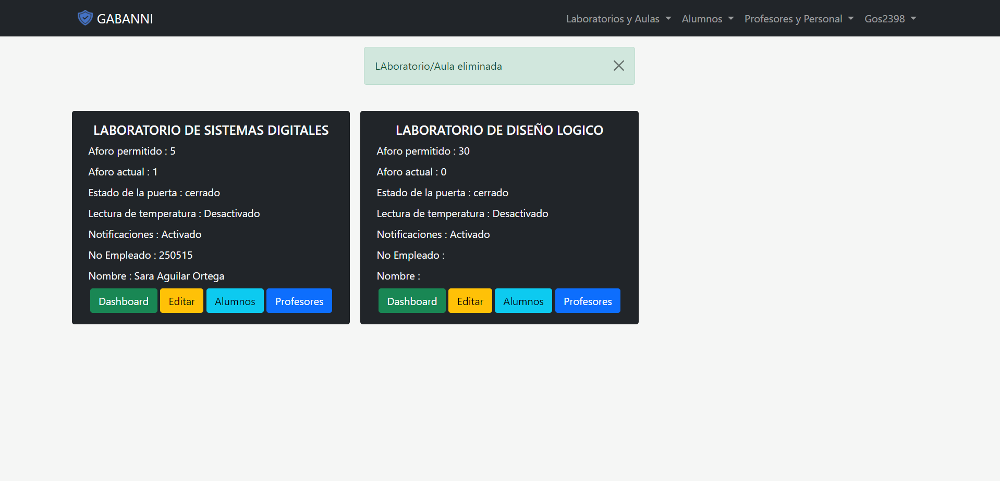 GABANNI
Laboratorios y Aulas Alumnos Profesores y Personal Gos2398
LAboratorio/Aula eliminada
LABORATORIO DE SISTEMAS DIGITALES
Aforo permitido : 5
Aforo actual : 1
Estado de la puerta : cerrado
Lectura de temperatura : Desactivado
Notificaciones : Activado
No Empleado : 250515
Nombre : Sara Aguilar Ortega
Dashboard Editar Alumnos Profesores
LABORATORIO DE DISEÑO LOGICO
Aforo permitido : 30
Aforo actual : 0
Estado de la puerta : cerrado
Lectura de temperatura : Desactivado
Notificaciones : Activado
No Empleado :
Nombre :
Dashboard Editar Alumnos Profesores